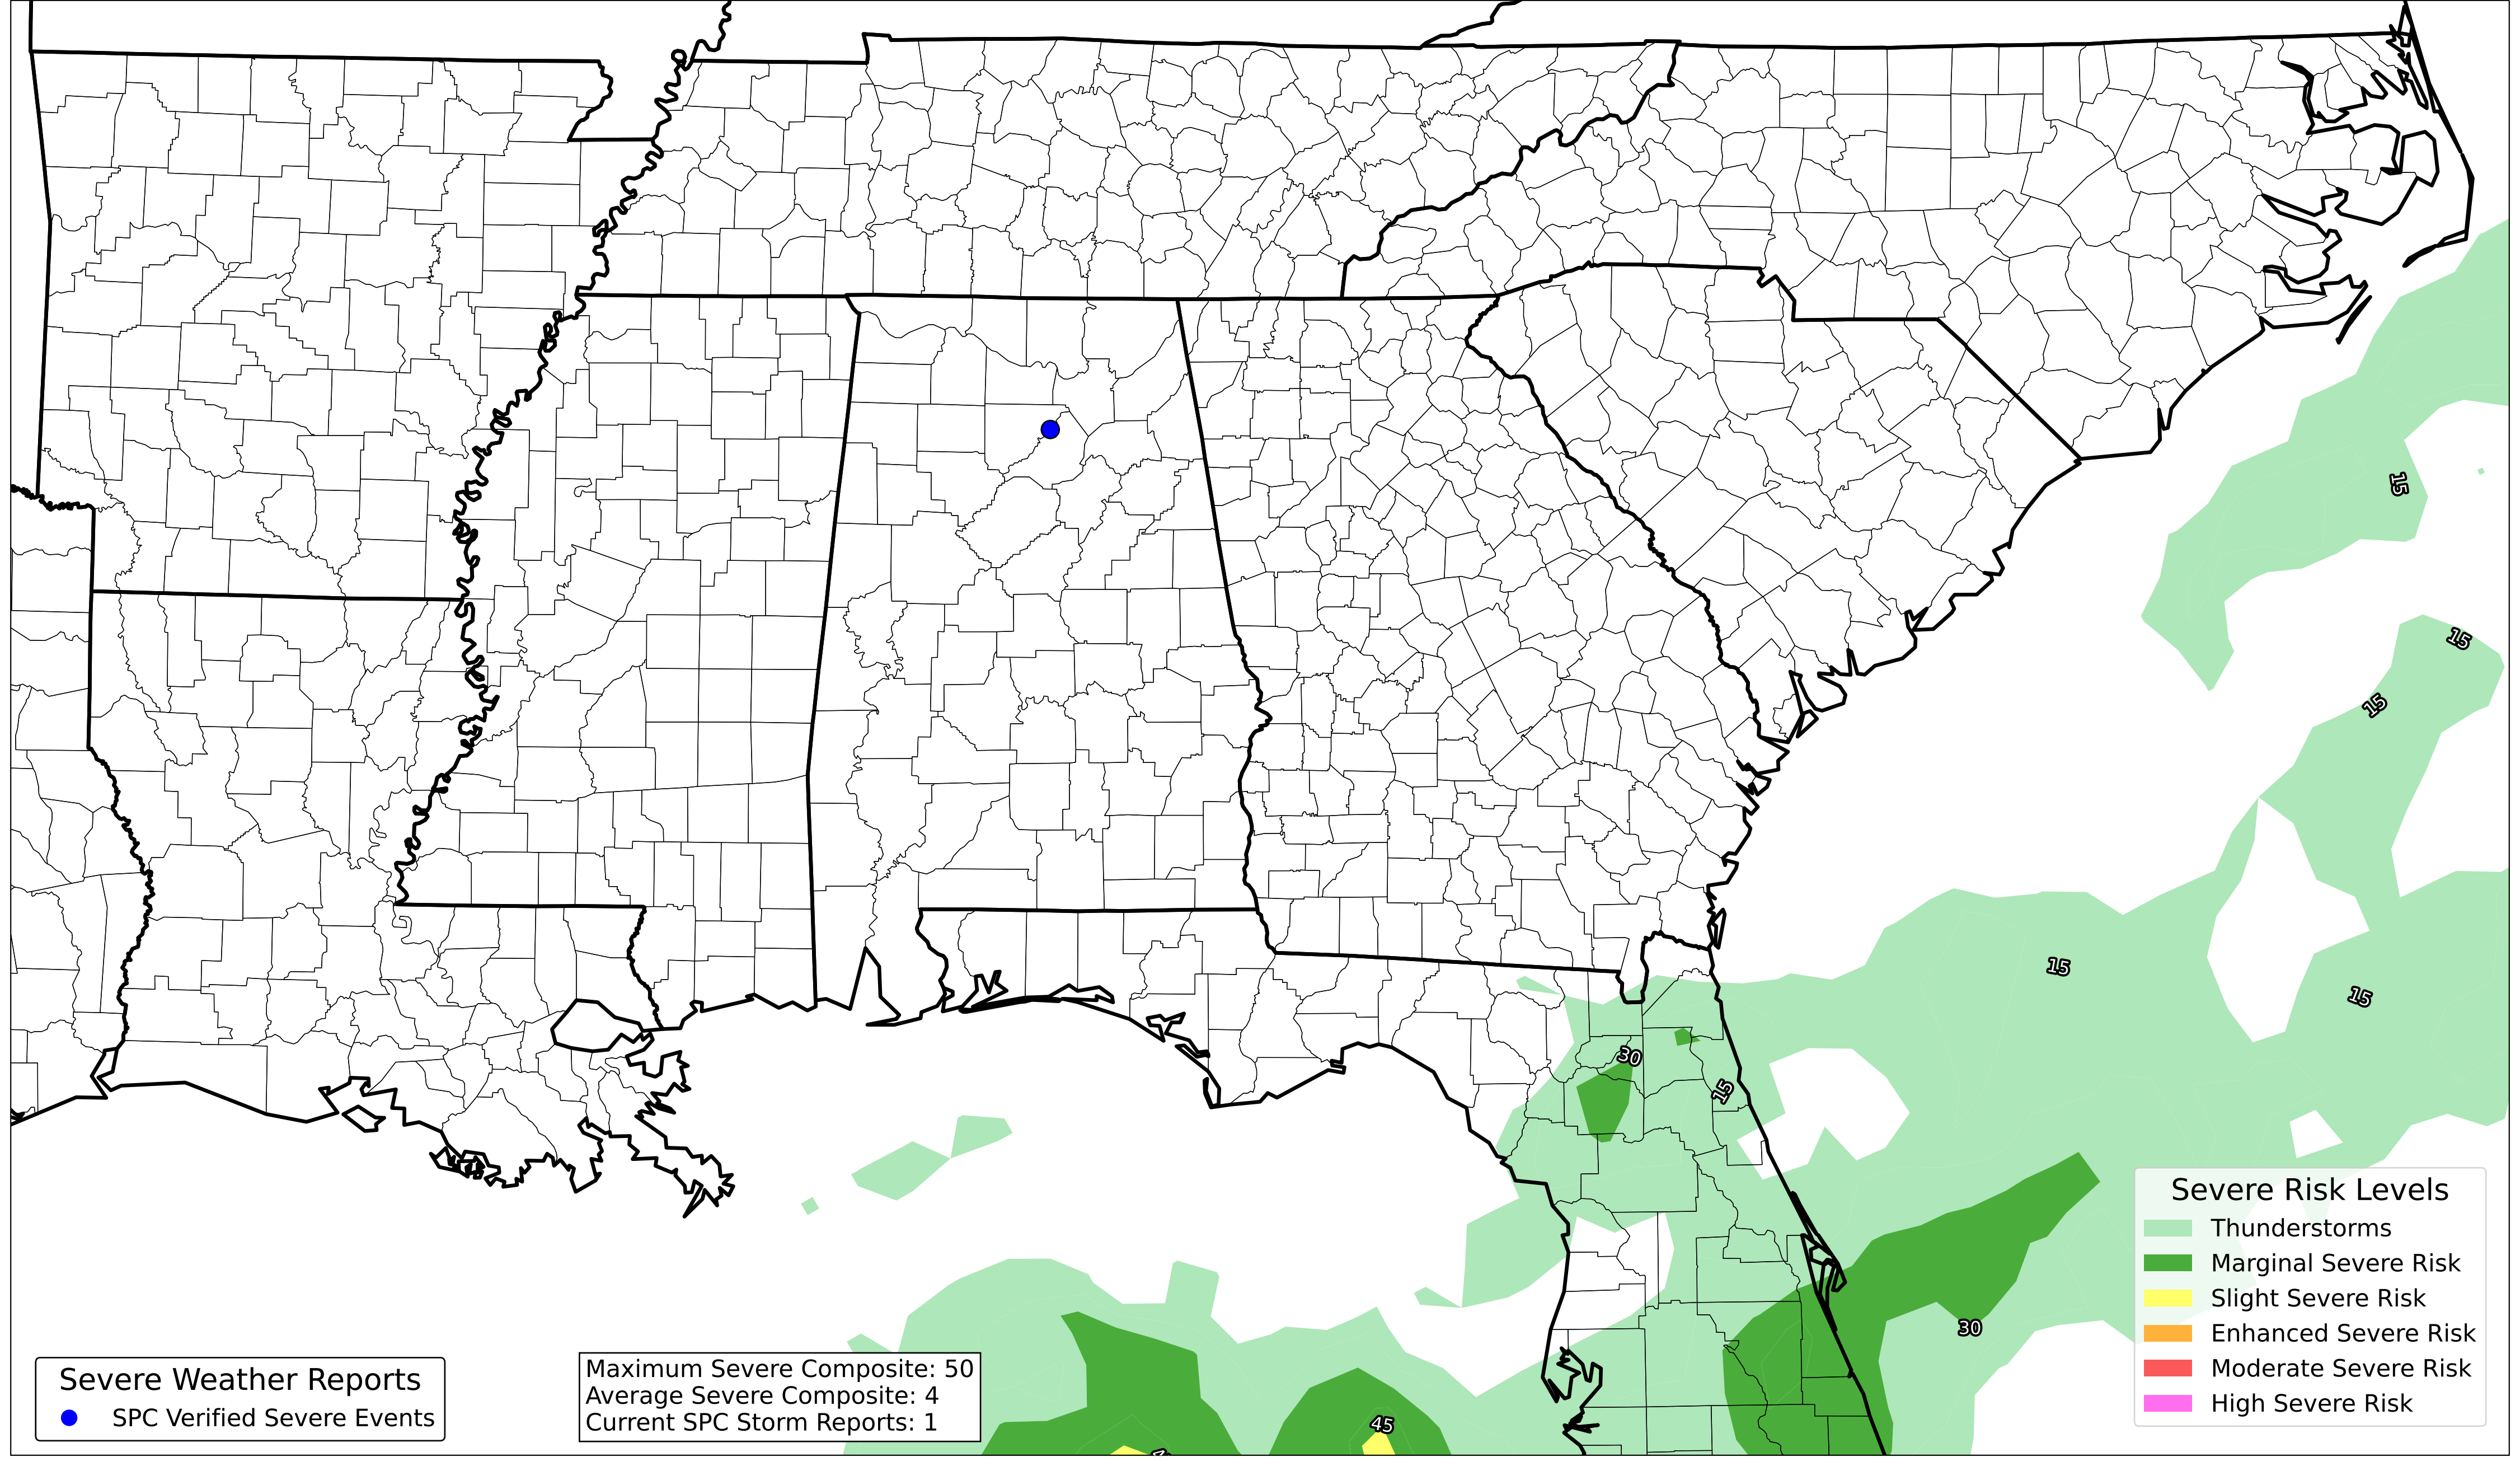 15
15
15
15
15
30
15
30
45
Severe Risk Levels
Thunderstorms
Marginal Severe Risk
Slight Severe Risk
Enhanced Severe Risk
Moderate Severe Risk
High Severe Risk
Severe Weather Reports
SPC Verified Severe Events
Maximum Severe Composite: 50
Average Severe Composite: 4
Current SPC Storm Reports: 1